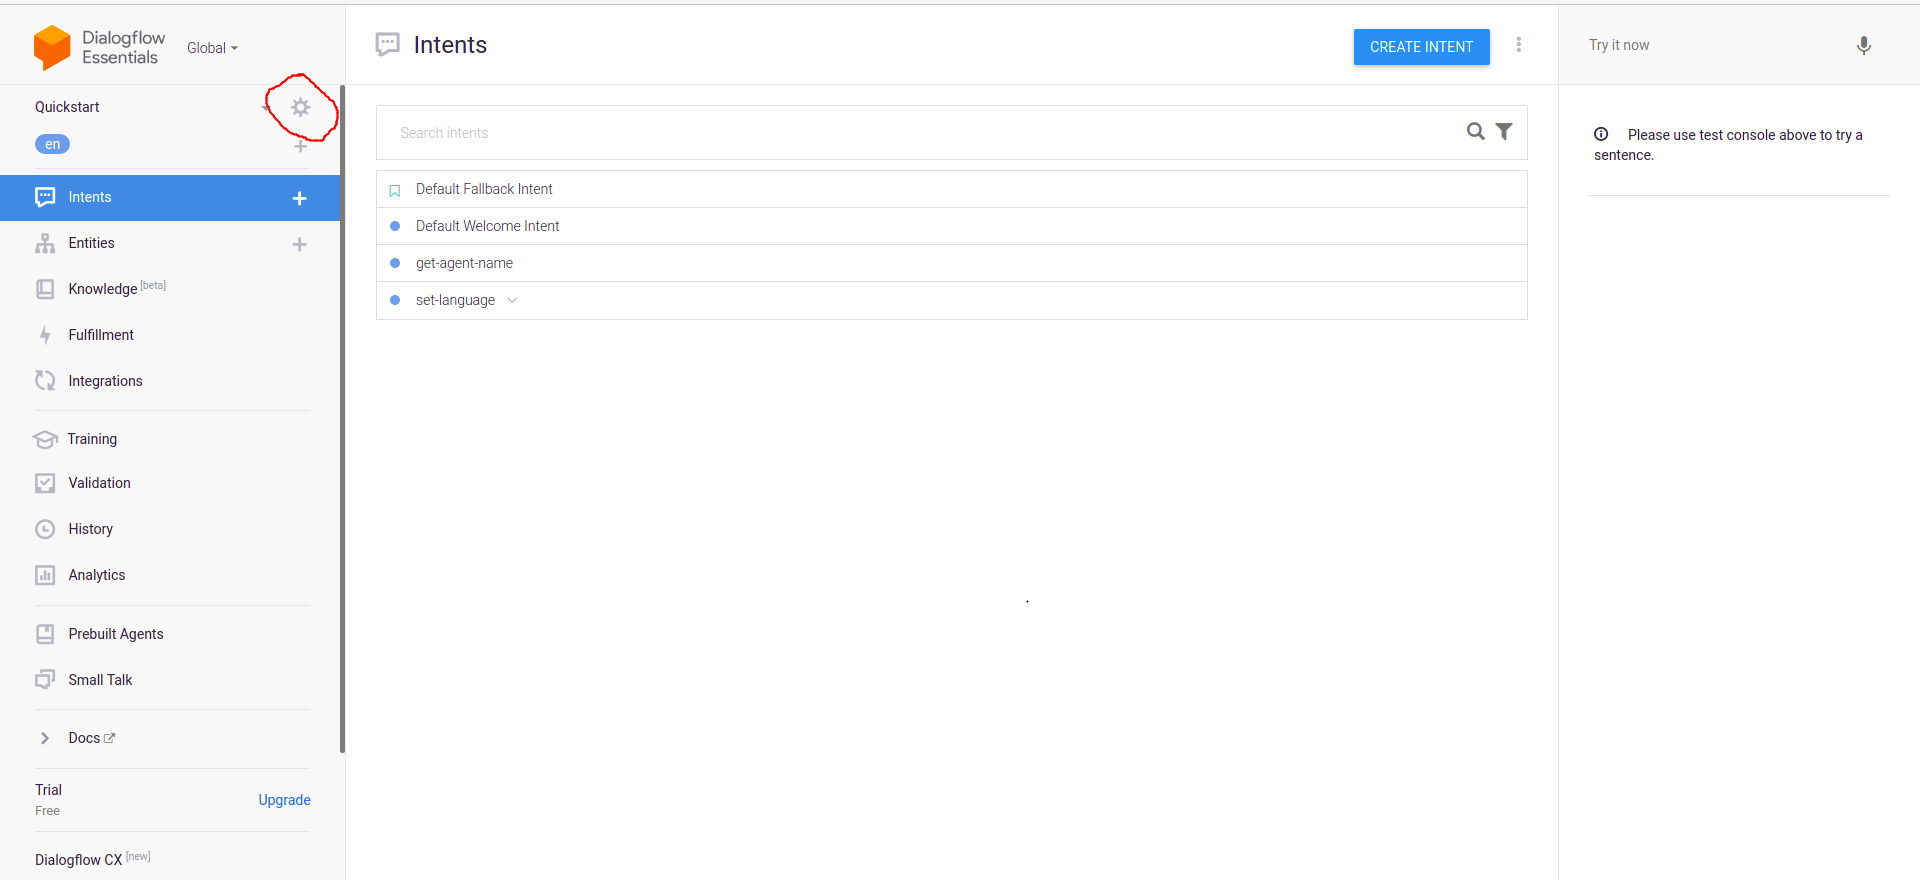 Dialogflow
Essentials
Global
Quickstart
en
Intents
Entities
Knowledge [beta]
Fulfillment
Integrations
Training
Validation
History
Analytics
Prebuilt Agents
Small Talk
Docs
Trial
Free
Upgrade
Dialogflow CX [new]
Intents
CREATE INTENT
Search intents
Default Fallback Intent
Default Welcome Intent
get-agent-name
set-language
Try it now
Please use test console above to try a
sentence.